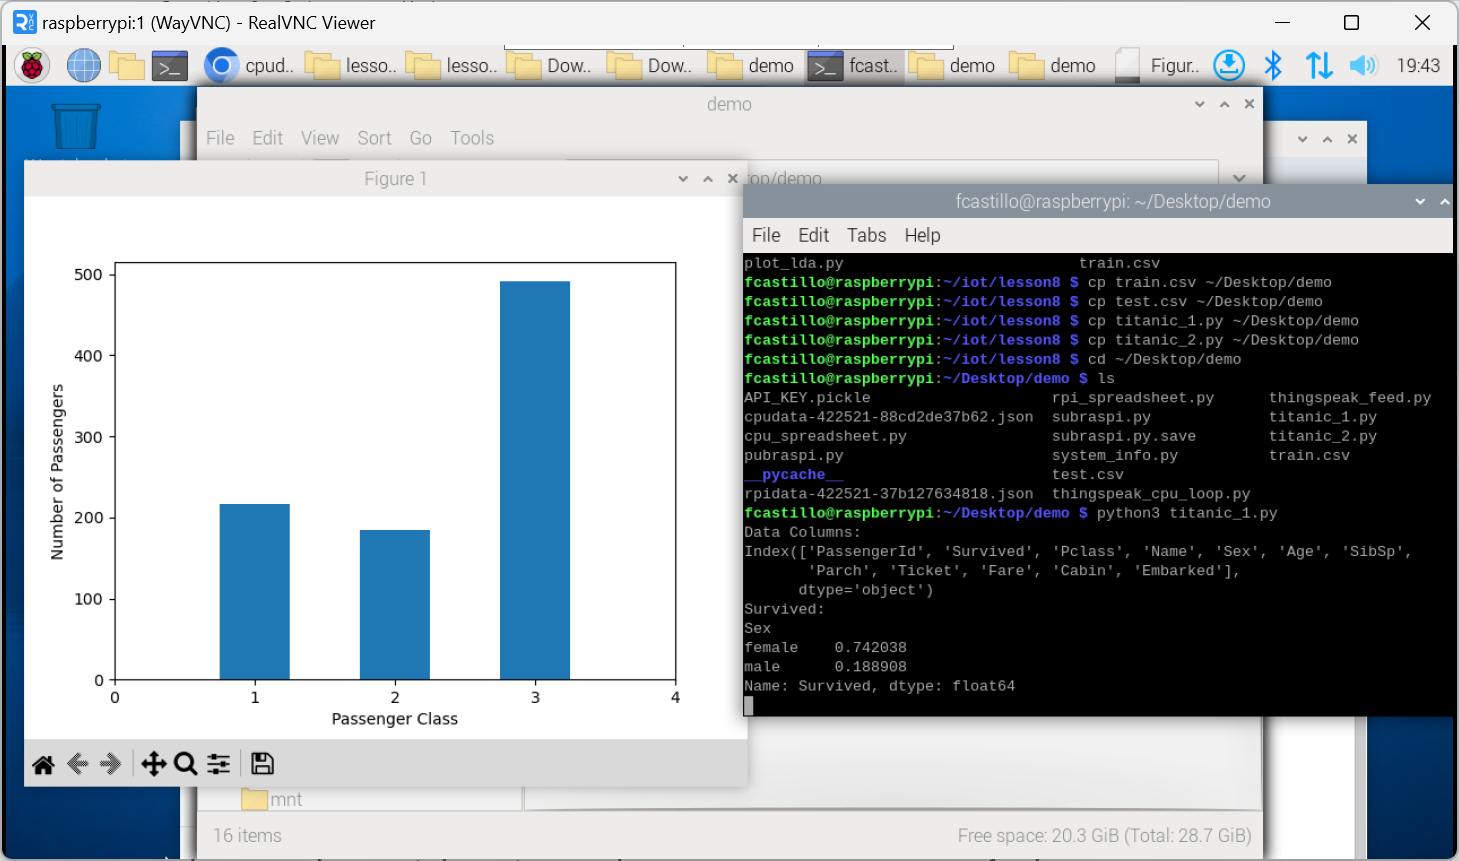 raspberrypi:1 (WayVNC) - RealVNC Viewer
cpud.. lesso.. lesso.. Dow.. Dow.. demo fcast.. demo demo Figur.. 19:43
demo
File Edit View Sort Go Tools
top/demo
Figure 1
500
400
300
200
100
0
Number of Passengers
0 1 2 3 4
Passenger Class
fcastillo@raspberrypi: ~/Desktop/demo
File Edit Tabs Help
plot_lda.py train.csv
fcastillo@raspberrypi:~/iot/lesson8 $ cp train.csv ~/Desktop/demo
fcastillo@raspberrypi:~/iot/lesson8 $ cp test.csv ~/Desktop/demo
fcastillo@raspberrypi:~/iot/lesson8 $ cp titanic_1.py ~/Desktop/demo
fcastillo@raspberrypi:~/iot/lesson8 $ cp titanic_2.py ~/Desktop/demo
fcastillo@raspberrypi:~/iot/lesson8 $ cd ~/Desktop/demo
fcastillo@raspberrypi:~/Desktop/demo $ ls
API_KEY.pickle rpi_spreadsheet.py thingspeak_feed.py
cpudata-422521-88cd2de37b62.json subraspi.py titanic_1.py
cpu_spreadsheet.py subraspi.py.save titanic_2.py
pubraspi.py system_info.py train.csv
__pycache__ test.csv
rpidata-422521-37b127634818.json thingspeak_cpu_loop.py
fcastillo@raspberrypi:~/Desktop/demo $ python3 titanic_1.py
Data Columns:
Index(['PassengerId', 'Survived', 'Pclass', 'Name', 'Sex', 'Age', 'SibSp',
'Parch', 'Ticket', 'Fare', 'Cabin', 'Embarked'],
dtype='object')
Survived:
Sex
female 0.742038
male 0.188908
Name: Survived, dtype: float64
mnt
16 items
Free space: 20.3 GiB (Total: 28.7 GiB)